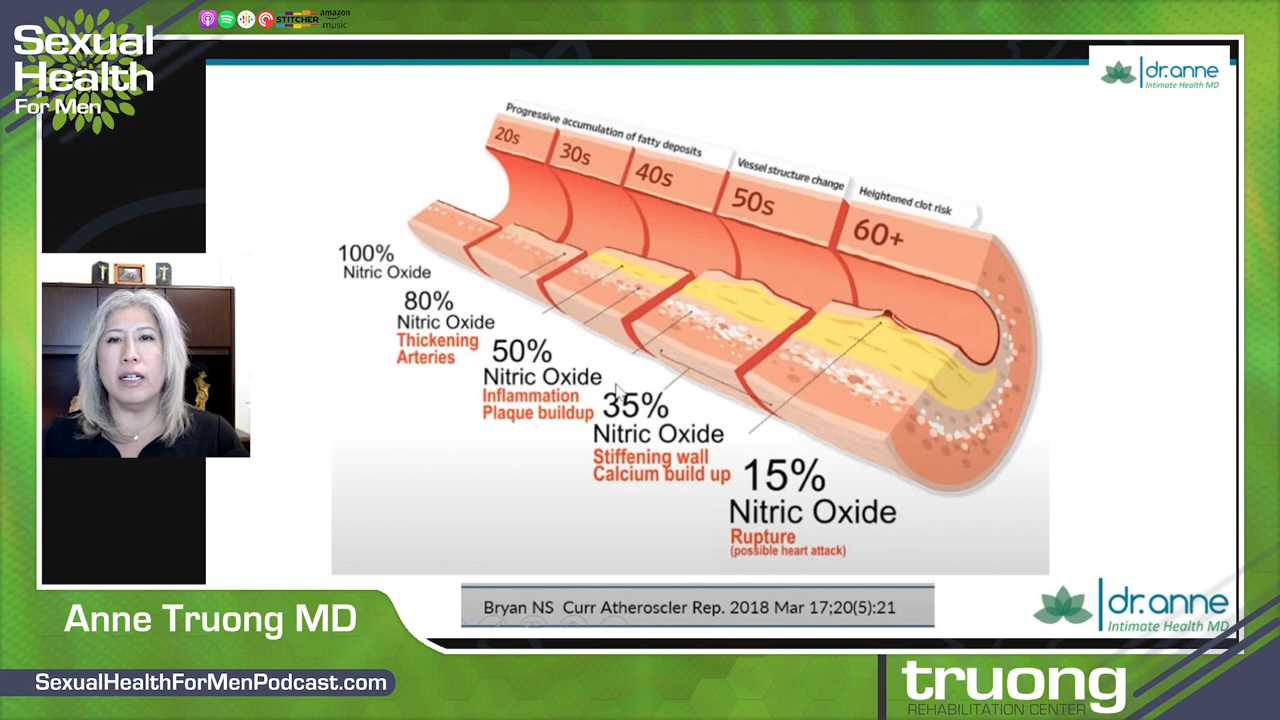 STITCHER
amazon
music
Sexual
Health
For Men
dr.anne
Intimate Health MD
Progressive accumulation of fatty deposits
Vessel structure change
Heightened clot risk
20s
30s
40s
50s
60+
100%
Nitric Oxide
80%
Nitric Oxide
Thickening
Arteries
50%
Nitric Oxide
Inflammation
Plaque buildup
35%
Nitric Oxide
Stiffening wall
Calcium build up
15%
Nitric Oxide
Rupture
(possible heart attack)
Bryan NS Curr Atheroscler Rep. 2018 Mar 17;20(5):21
dr.anne
Intimate Health MD
Anne Truong MD
SexualHealthForMenPodcast.com
truong
REHABILITATION CENTER